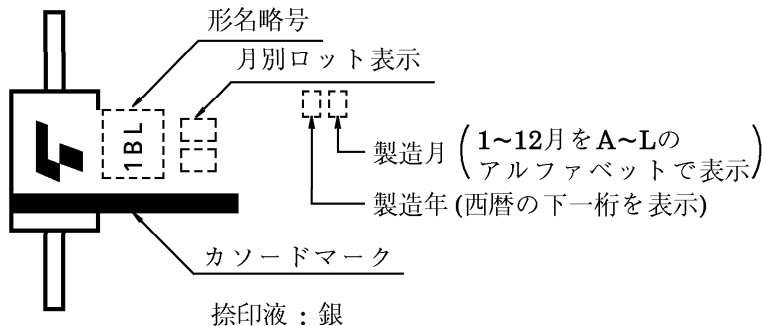 形名略号
月別ロット表示
1BL
製造月(1~12月をA~Lの
アルファベットで表示)
製造年(西暦の下一桁を表示)
カソードマーク
捺印液:銀